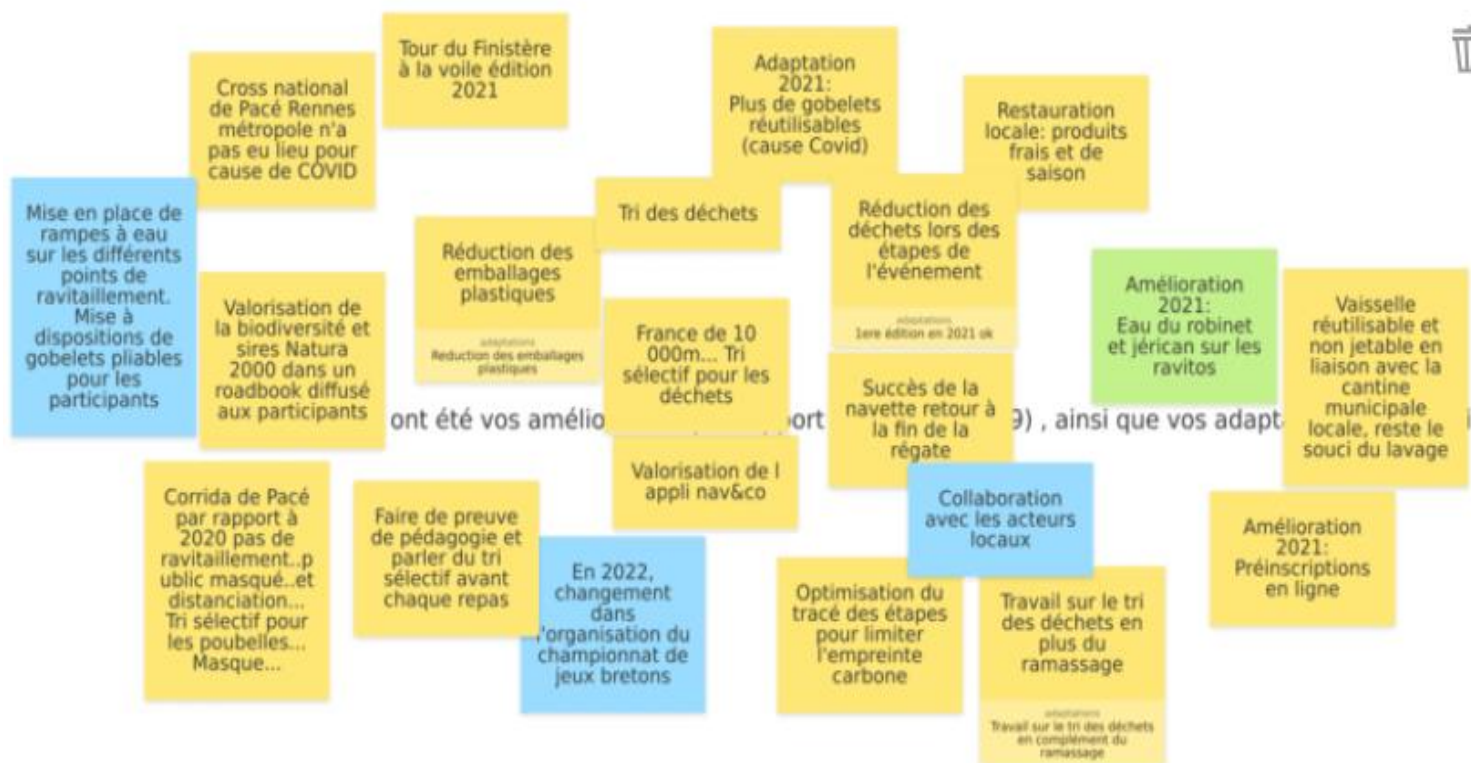 Tour du Finistère
à la voile édition
2021
Cross national
de Pacé Rennes
métropole n'a
pas eu lieu pour
cause de COVID
Adaptation
2021:
Plus de gobelets
réutilisables
(cause Covid)
Restauration
locale: produits
frais et de
saison
Mise en place de
rampes à eau
sur les différents
points de
ravitaillement.
Mise à
dispositions de
gobelets pliables
pour les
participants
Valorisation de
la biodiversité et
sires Natura
2000 dans un
roadbook diffusé
aux participants
Réduction des
emballages
plastiques
adaptations
Reduction des emballages
plastiques
Tri des déchets
France de 10
000m... Tri
sélectif pour les
déchets
Réduction des
déchets lors des
étapes de
l'événement
adaptations
1ere édition en 2021 ok
Succès de la
navette retour à
la fin de la
régate
Amélioration
2021:
Eau du robinet
et jérican sur les
ravitos
Vaisselle
réutilisable et
non jetable en
liaison avec la
cantine
municipale
locale, reste le
souci du lavage
ont été vos amélio pport 9) , ainsi que vos adapta
Valorisation de l
appli nav&co
Corrida de Pacé
par rapport à
2020 pas de
ravitaillement..p
ublic masqué..et
distanciation...
Tri sélectif pour
les poubelles...
Masque...
Faire de preuve
de pédagogie et
parler du tri
sélectif avant
chaque repas
En 2022,
changement
dans
l'organisation du
championnat de
jeux bretons
Collaboration
avec les acteurs
locaux
Optimisation du
tracé des étapes
pour limiter
l'empreinte
carbone
Travail sur le tri
des déchets en
plus du
ramassage
adaptations
Travail sur le tri des déchets
en complément du
ramassage
Amélioration
2021:
Préinscriptions
en ligne